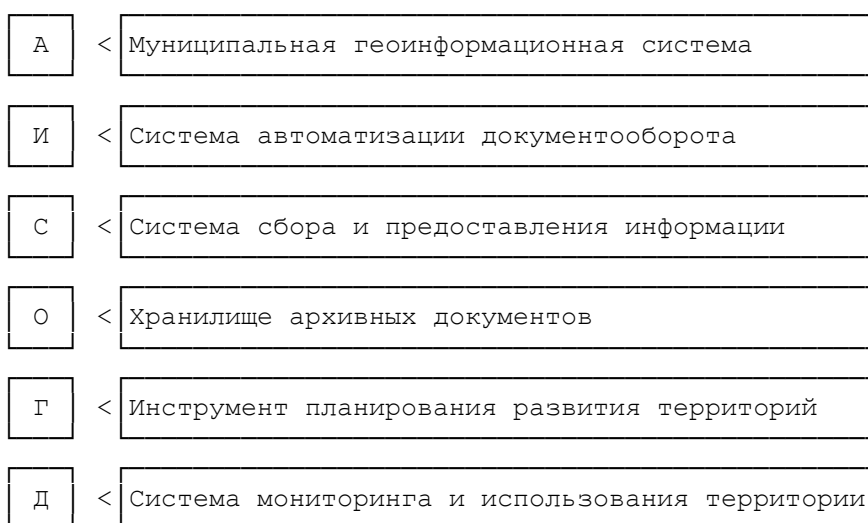 А < Муниципальная геоинформационная система
И < Система автоматизации документооборота
С < Система сбора и предоставления информации
О < Хранилище архивных документов
Г < Инструмент планирования развития территорий
Д < Система мониторинга и использования территории